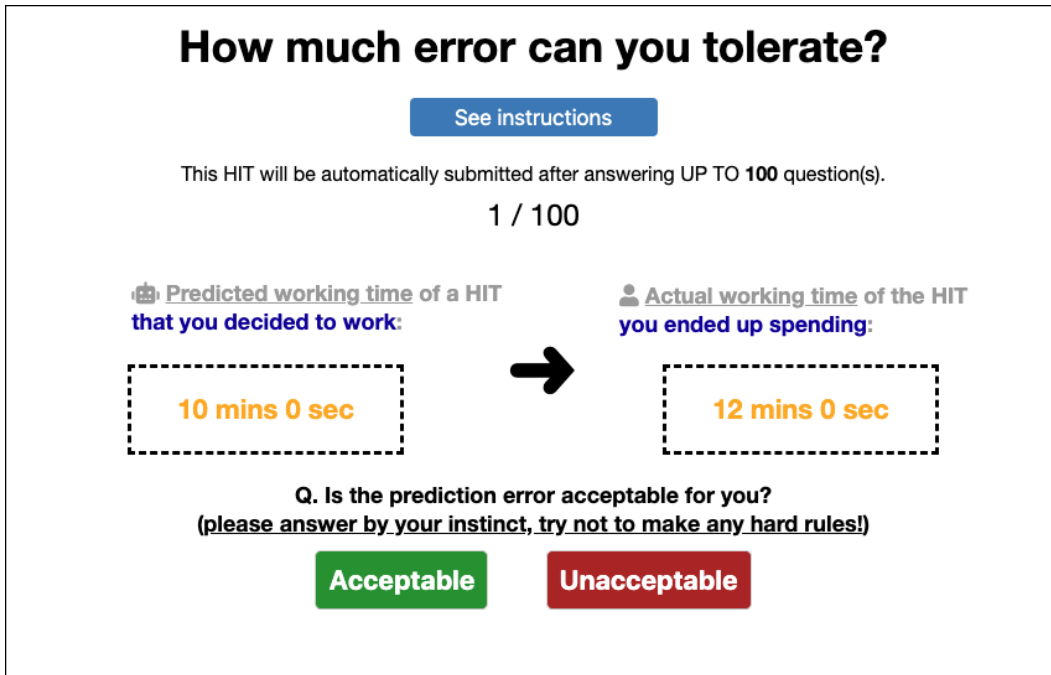 How much error can you tolerate?
See instructions
This HIT will be automatically submitted after answering UP TO 100 question(s).
1 / 100
Predicted working time of a HIT
that you decided to work:
10 mins 0 sec
Actual working time of the HIT
you ended up spending:
12 mins 0 sec
Q. Is the prediction error acceptable for you?
(please answer by your instinct, try not to make any hard rules!)
Acceptable
Unacceptable